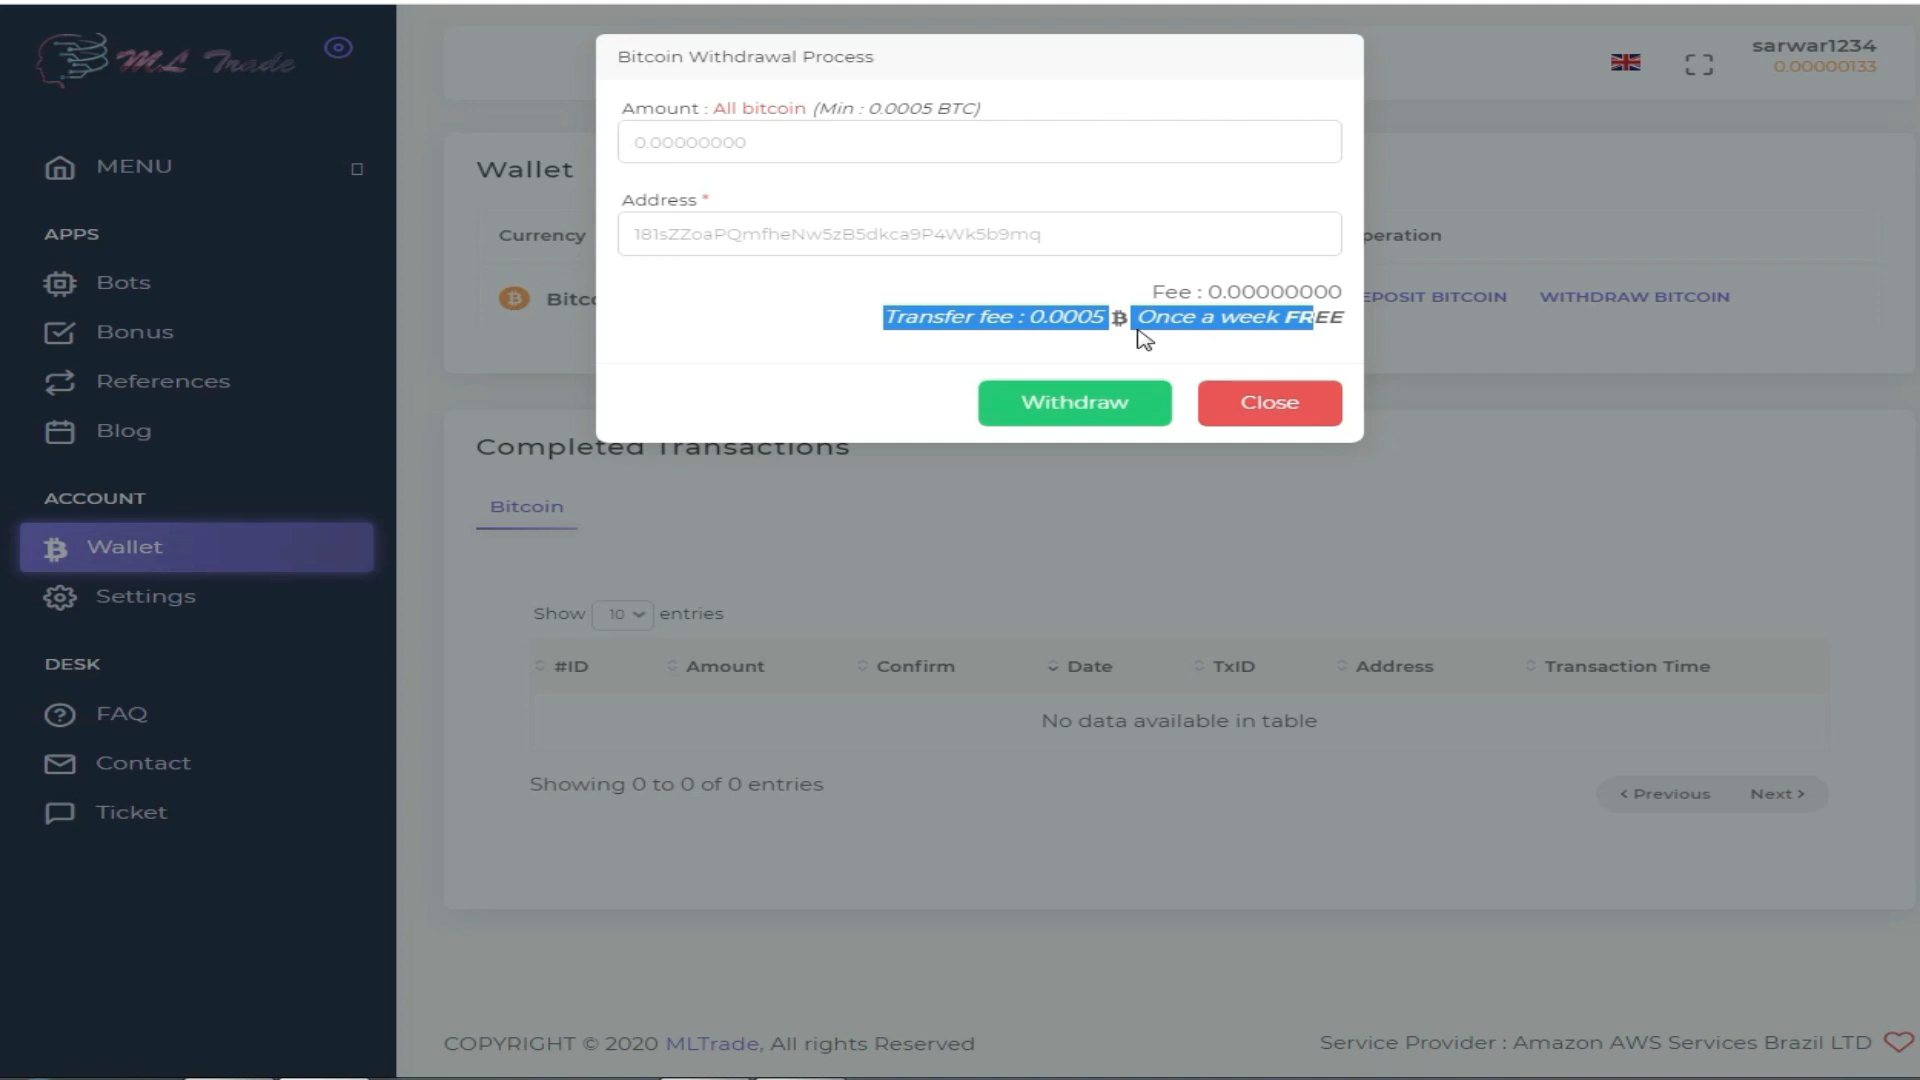 ML Trade
MENU
APPS
Bots
Bonus
References
Blog
ACCOUNT
Wallet
Settings
DESK
FAQ
Contact
Ticket
sarwar1234
0.00000133
Bitcoin Withdrawal Process
Amount : All bitcoin (Min : 0.0005 BTC)
0.00000000
Address *
181sZZoaPQmfheNw5zB5dkca9P4Wk5b9mq
Fee : 0.00000000
Transfer fee : 0.0005 ₿ Once a week FREE
Withdraw Close
Wallet
Currency peration
Bitc EPOSIT BITCOIN WITHDRAW BITCOIN
Completed Transactions
Bitcoin
Show 10 entries
#ID Amount Confirm Date TxID Address Transaction Time
No data available in table
Showing 0 to 0 of 0 entries
< Previous Next >
COPYRIGHT © 2020 MLTrade, All rights Reserved
Service Provider : Amazon AWS Services Brazil LTD